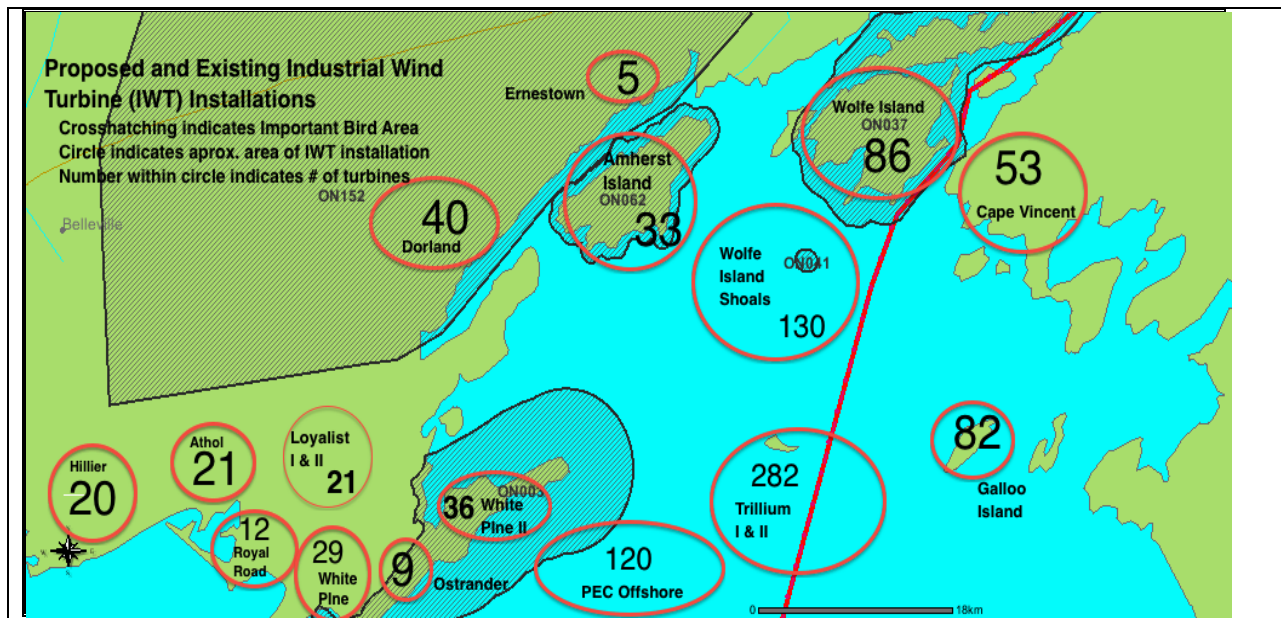 Proposed and Existing Industrial Wind
Turbine (IWT) Installations
Crosshatching indicates Important Bird Area
Circle indicates aprox. area of IWT installation
Number within circle indicates # of turbines
ON152
Belleville
Ernestown
5
Amherst
Island
ON062
33
40
Dorland
Wolfe Island
ON037
86
53
Cape Vincent
Wolfe
Island
Shoals
ON041
130
Hillier
20
Athol
21
Loyalist
I & II
21
12
Royal
Road
29
White
PIne
9
Ostrander
ON003
36 White
PIne II
120
PEC Offshore
282
Trillium
I & II
82
Galloo
Island
0 18km